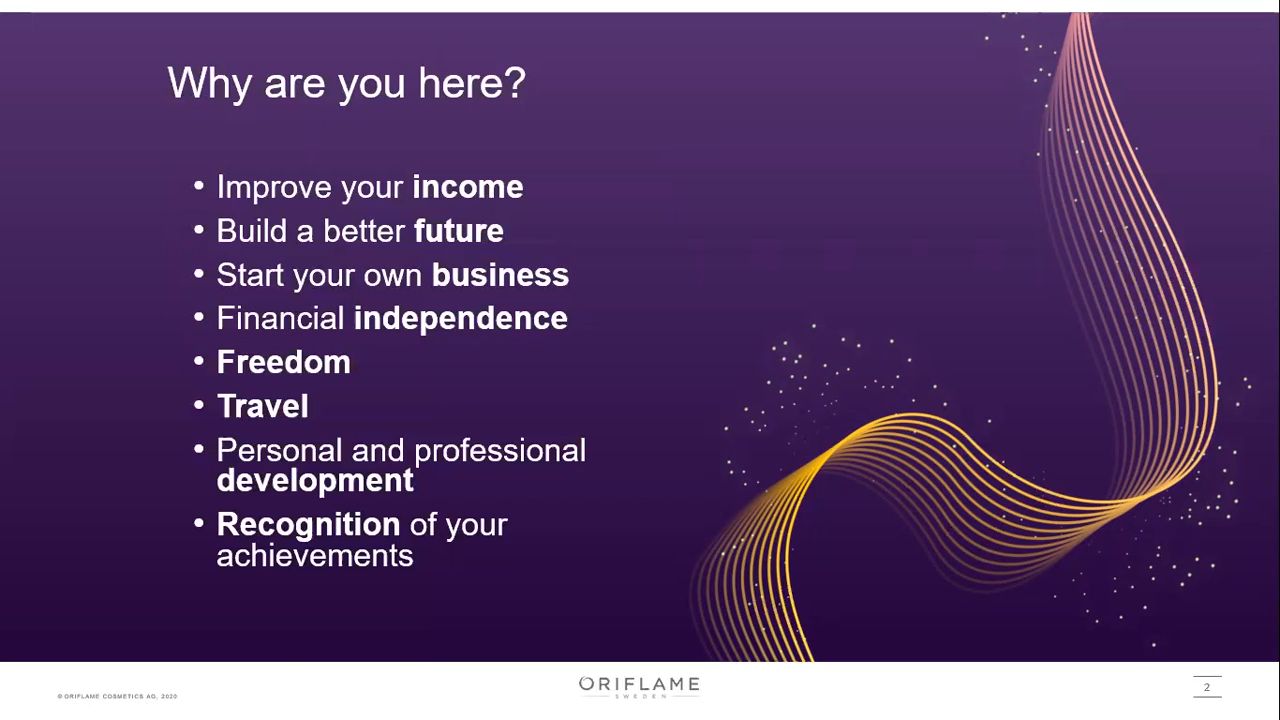 Why are you here?
• Improve your income
• Build a better future
• Start your own business
• Financial independence
• Freedom
• Travel
• Personal and professional
development
• Recognition of your
achievements
© ORIFLAME COSMETICS AG, 2020
ORIFLAME
SWEDEN
2